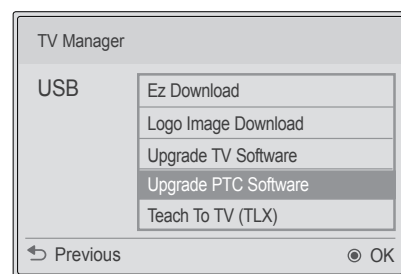 TV Manager
USB
Ez Download
Logo Image Download
Upgrade TV Software
Upgrade PTC Software
Teach To TV (TLX)
Previous
OK